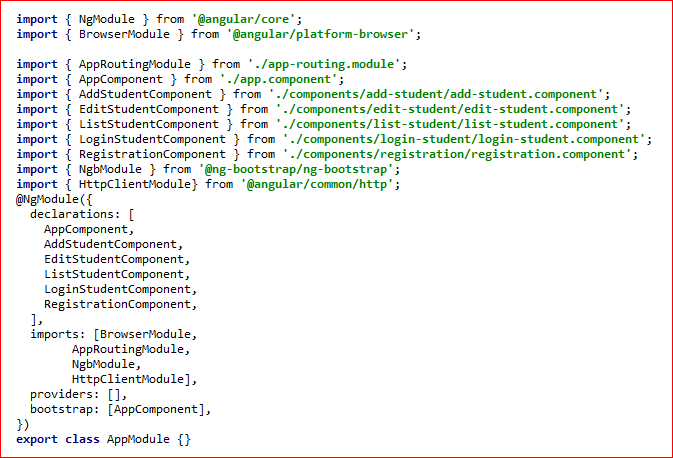 import { NgModule } from '@angular/core';
import { BrowserModule } from '@angular/platform-browser';

import { AppRoutingModule } from './app-routing.module';
import { AppComponent } from './app.component';
import { AddStudentComponent } from './components/add-student/add-student.component';
import { EditStudentComponent } from './components/edit-student/edit-student.component';
import { ListStudentComponent } from './components/list-student/list-student.component';
import { LoginStudentComponent } from './components/login-student/login-student.component';
import { RegistrationComponent } from './components/registration/registration.component';
import { NgbModule } from '@ng-bootstrap/ng-bootstrap';
import { HttpClientModule} from '@angular/common/http';
@NgModule({
  declarations: [
    AppComponent,
    AddStudentComponent,
    EditStudentComponent,
    ListStudentComponent,
    LoginStudentComponent,
    RegistrationComponent,
  ],
  imports: [BrowserModule,
        AppRoutingModule,
        NgbModule,
        HttpClientModule],
  providers: [],
  bootstrap: [AppComponent],
})
export class AppModule {}